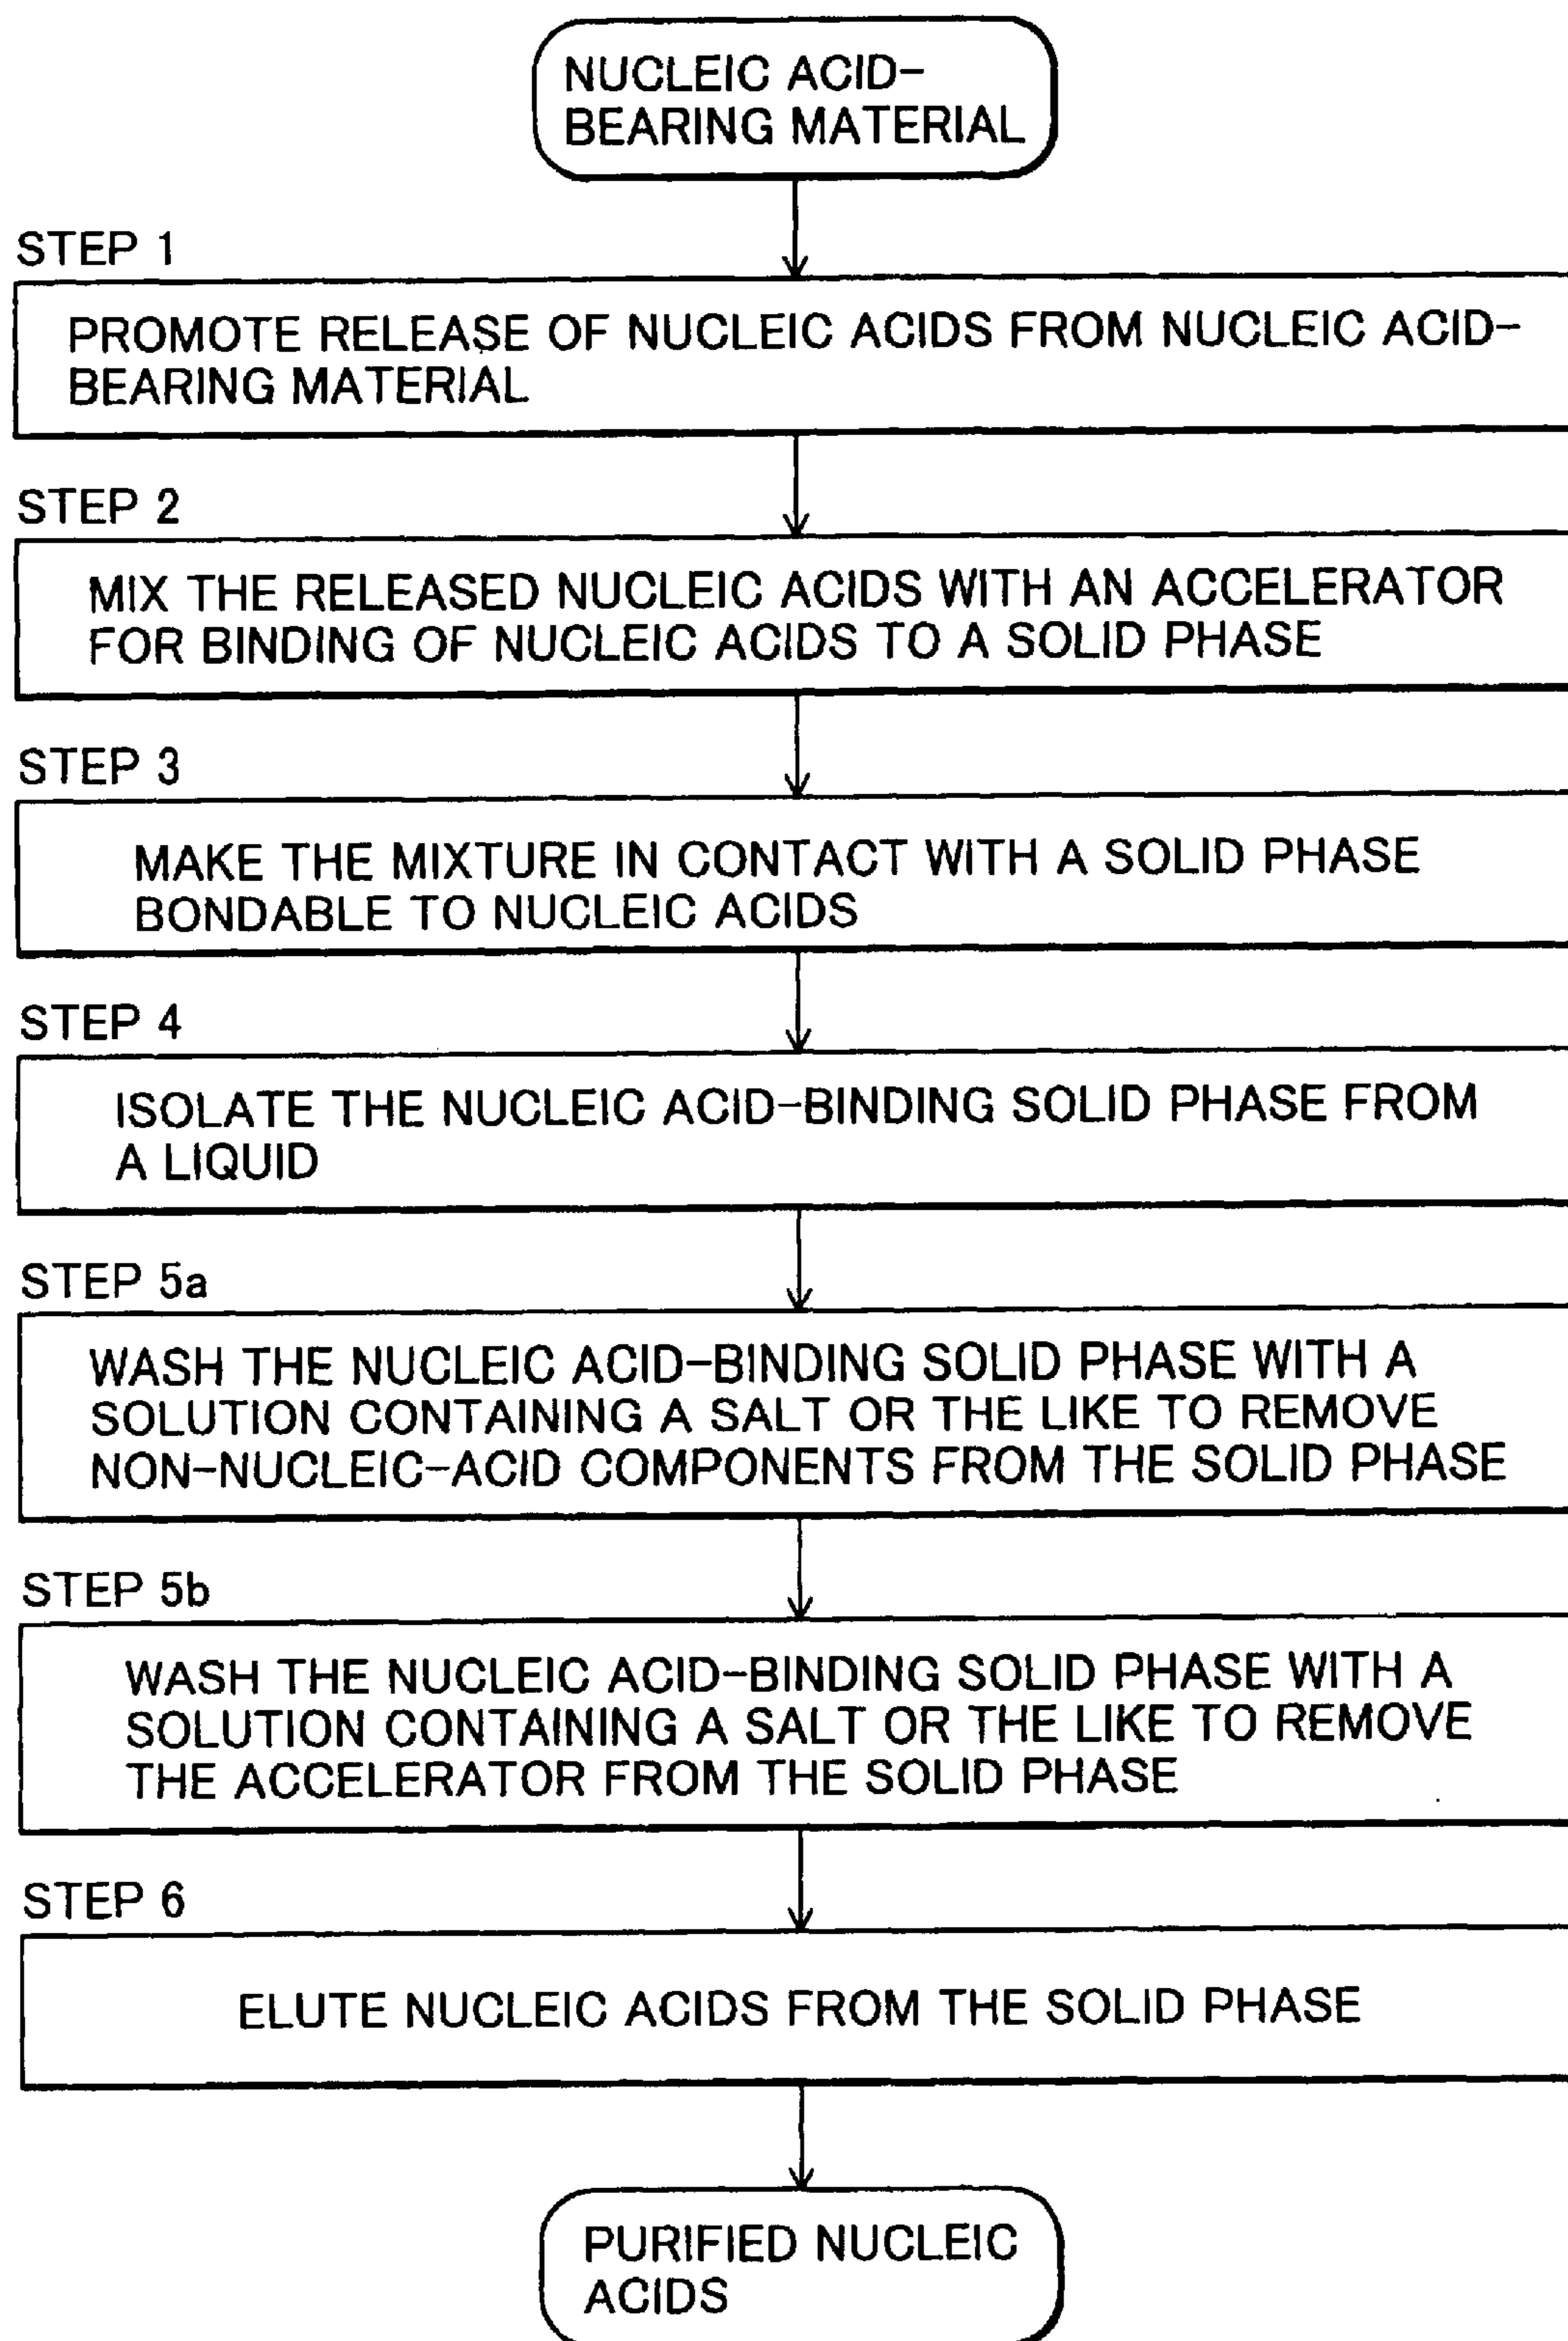 NUCLEIC ACID-
BEARING MATERIAL
STEP 1
PROMOTE RELEASE OF NUCLEIC ACIDS FROM NUCLEIC ACID-
BEARING MATERIAL
STEP 2
MIX THE RELEASED NUCLEIC ACIDS WITH AN ACCELERATOR
FOR BINDING OF NUCLEIC ACIDS TO A SOLID PHASE
STEP 3
MAKE THE MIXTURE IN CONTACT WITH A SOLID PHASE
BONDABLE TO NUCLEIC ACIDS
STEP 4
ISOLATE THE NUCLEIC ACID-BINDING SOLID PHASE FROM
A LIQUID
STEP 5a
WASH THE NUCLEIC ACID-BINDING SOLID PHASE WITH A
SOLUTION CONTAINING A SALT OR THE LIKE TO REMOVE
NON-NUCLEIC-ACID COMPONENTS FROM THE SOLID PHASE
STEP 5b
WASH THE NUCLEIC ACID-BINDING SOLID PHASE WITH A
SOLUTION CONTAINING A SALT OR THE LIKE TO REMOVE
THE ACCELERATOR FROM THE SOLID PHASE
STEP 6
ELUTE NUCLEIC ACIDS FROM THE SOLID PHASE
PURIFIED NUCLEIC
ACIDS